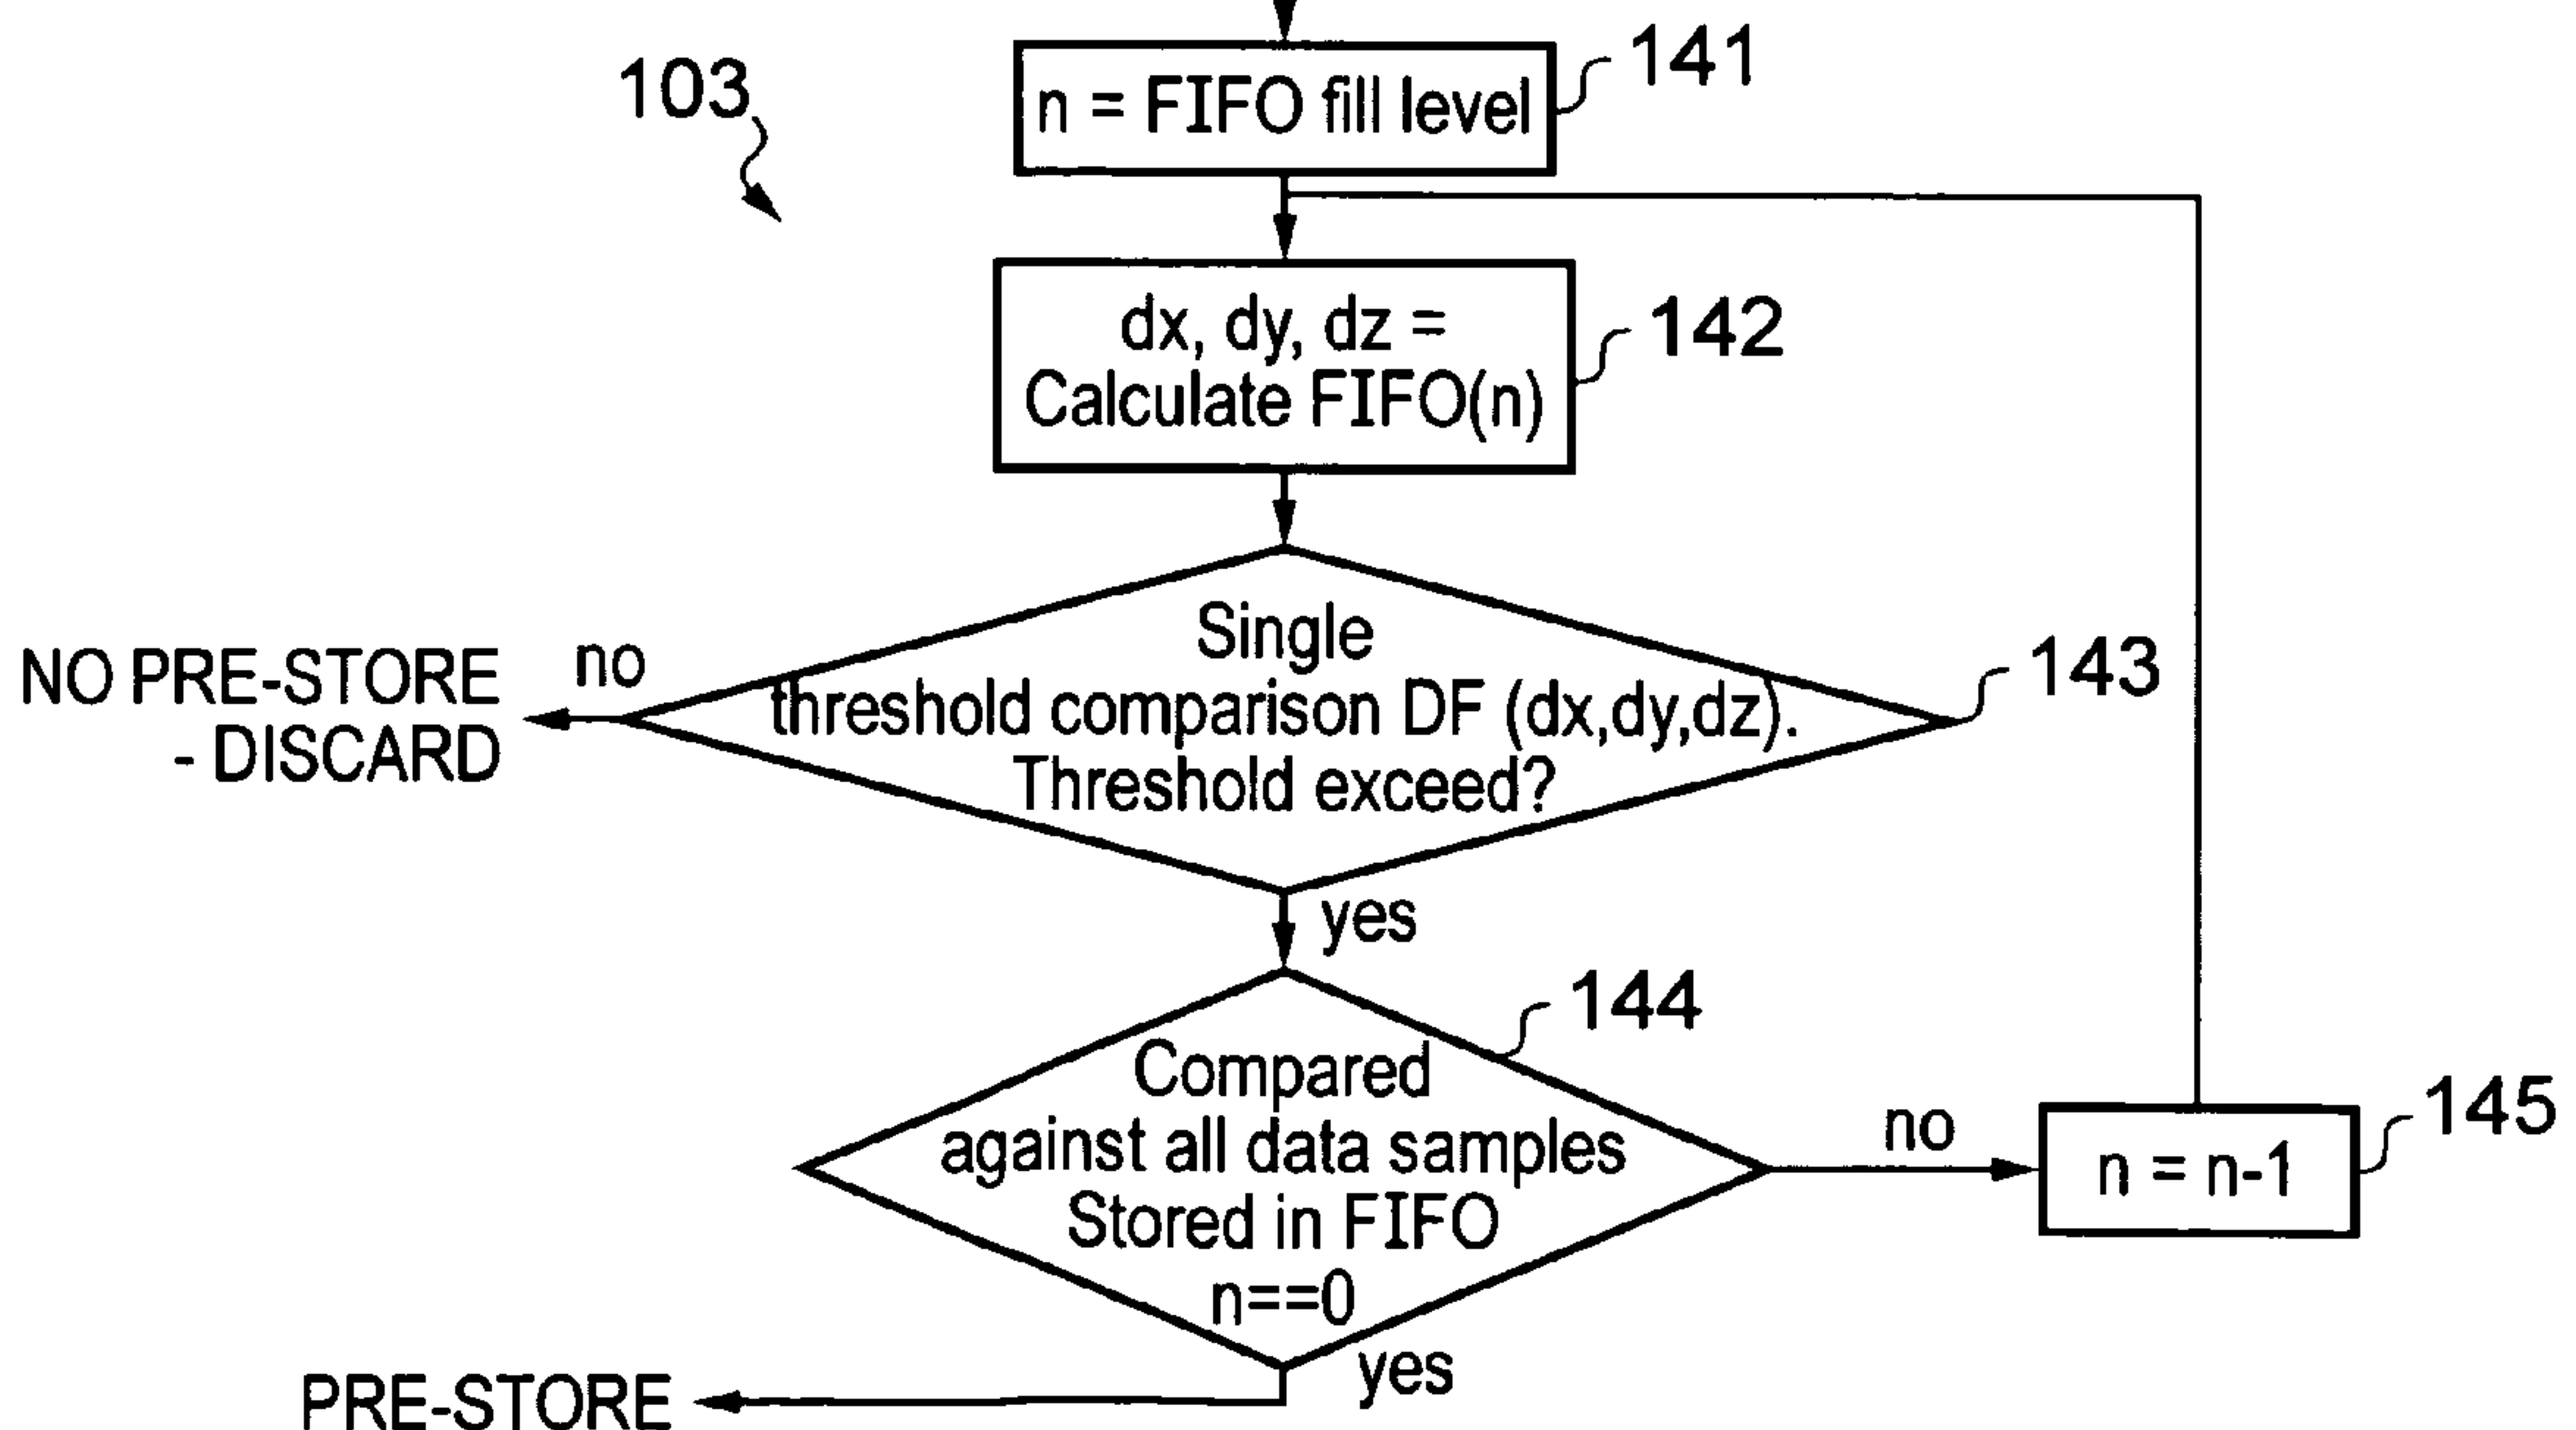 103
n = FIFO fill level
141
dx, dy, dz =
Calculate FIFO(n)
142
Single
threshold comparison DF (dx,dy,dz).
Threshold exceed?
143
no
NO PRE-STORE
- DISCARD
yes
Compared
against all data samples
Stored in FIFO
n==0
144
no
n = n-1
145
yes
PRE-STORE